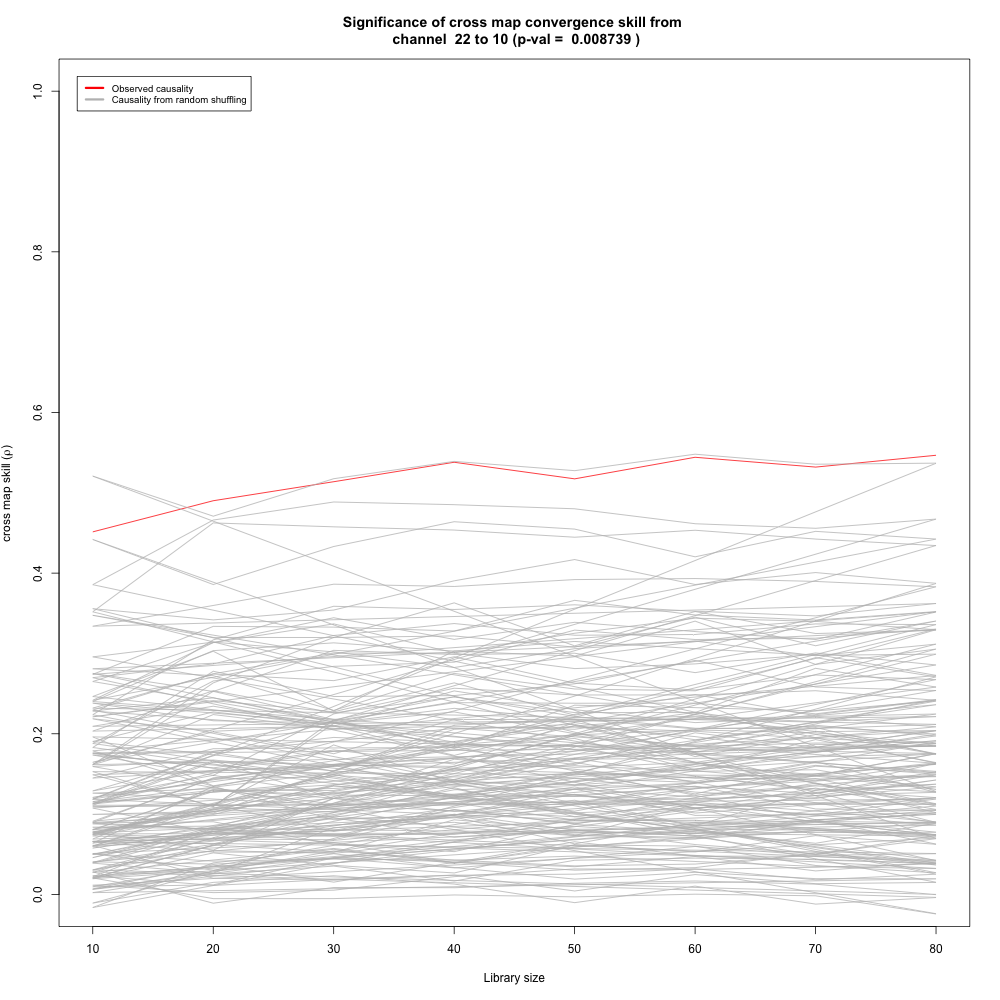 Significance of cross map convergence skill from
channel  22 to 10 (p-val =  0.008739 )
Observed causality
Causality from random shuffling
1.0
0.8
0.6
0.4
0.2
0.0
cross map skill (ρ)
10 20 30 40 50 60 70 80
Library size